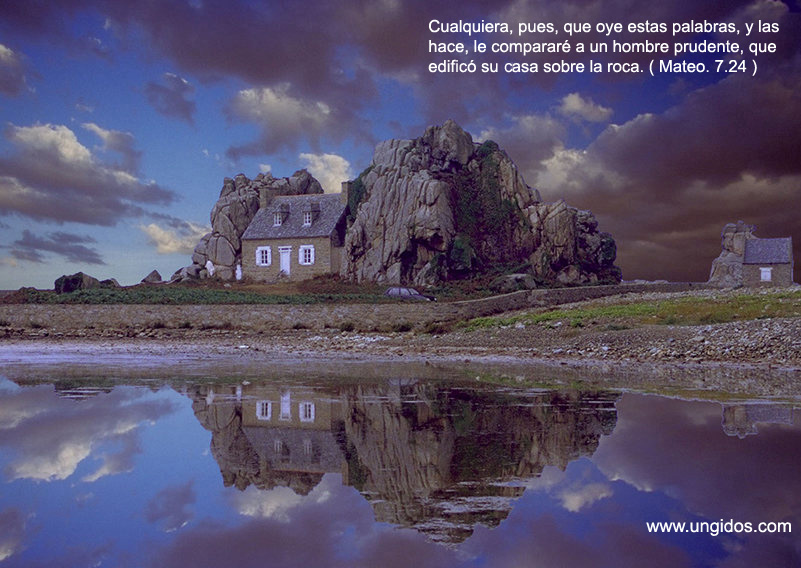 Cualquiera, pues, que oye estas palabras, y las
hace, le compararé a un hombre prudente, que
edificó su casa sobre la roca. ( Mateo. 7.24 )
www.ungidos.com